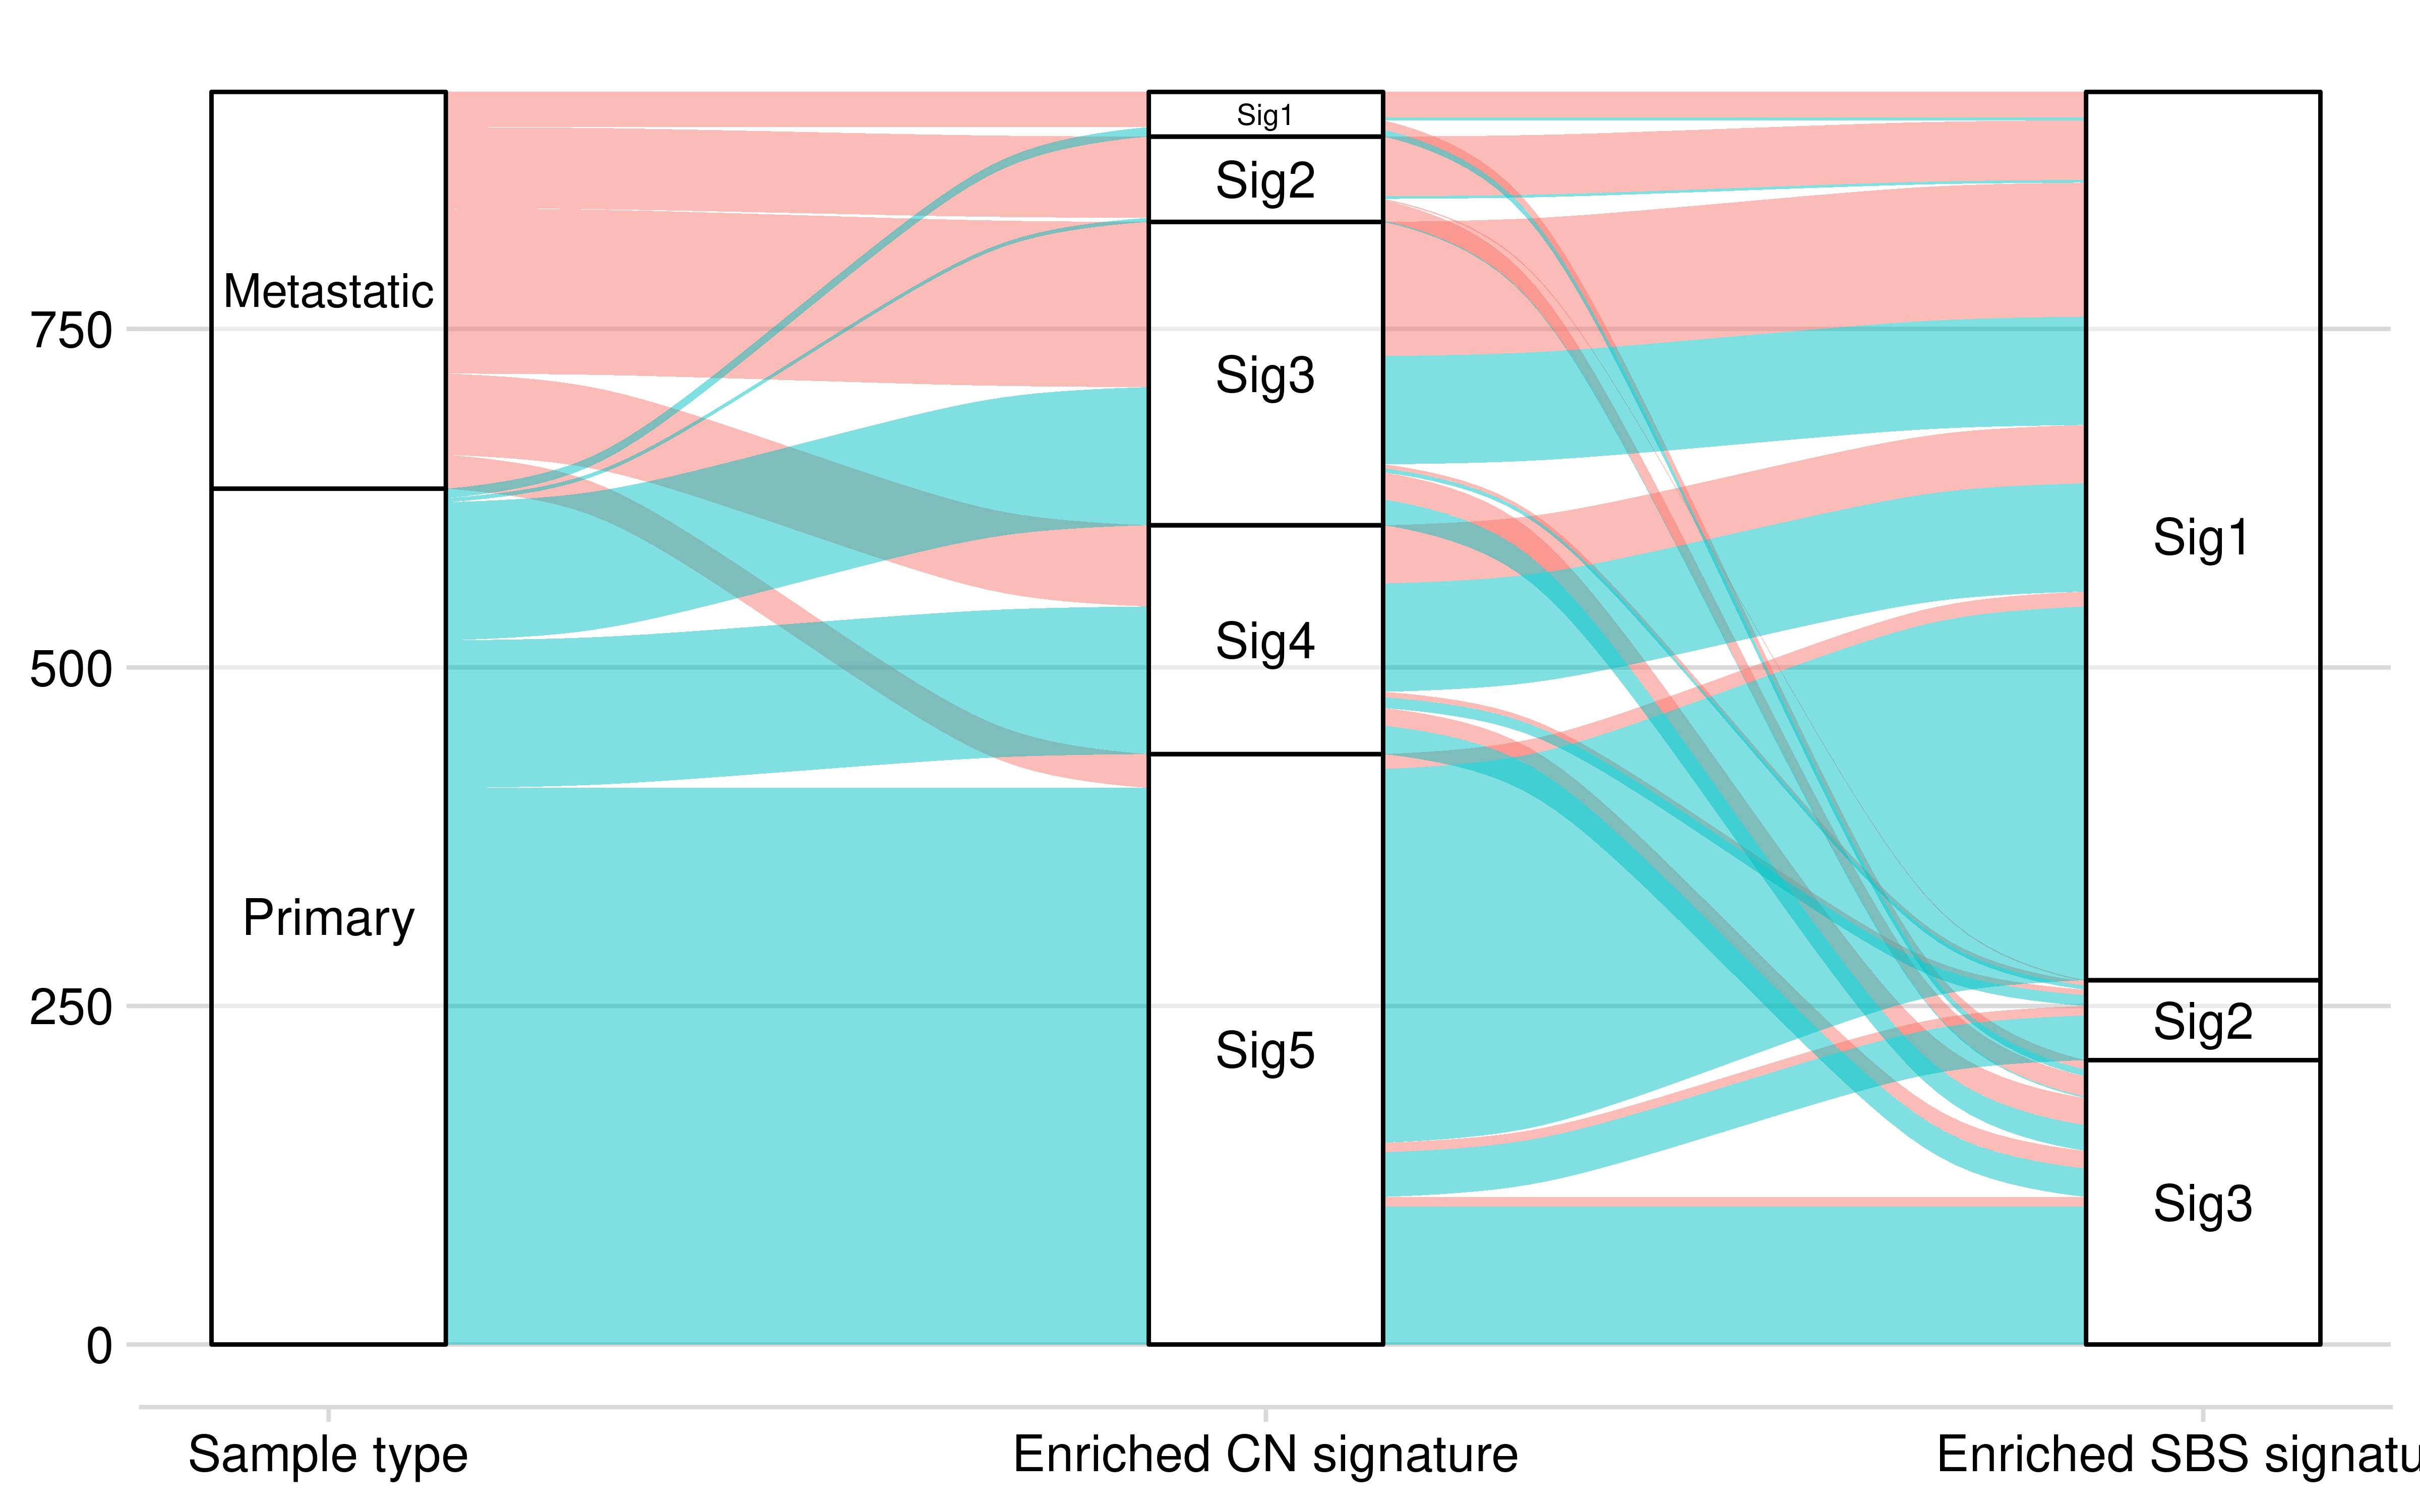 Sig1
Sig2
Metastatic
750
Sig3
Sig1
Sig4
500
Primary
250
Sig2
Sig5
Sig3
0
Sample type
Enriched CN signature
Enriched SBS signatu